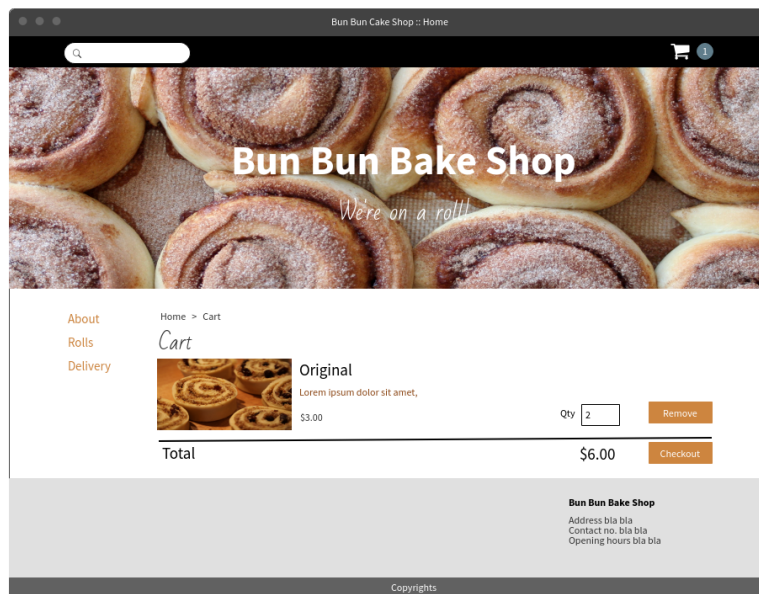 Bun Bun Cake Shop :: Home
1
Bun Bun Bake Shop
We're on a roll!
About
Rolls
Delivery
Home > Cart
Cart
Original
Lorem ipsum dolor sit amet,
$3.00
Qty 2
Remove
Total $6.00
Checkout
Bun Bun Bake Shop
Address bla bla
Contact no. bla bla
Opening hours bla bla
Copyrights